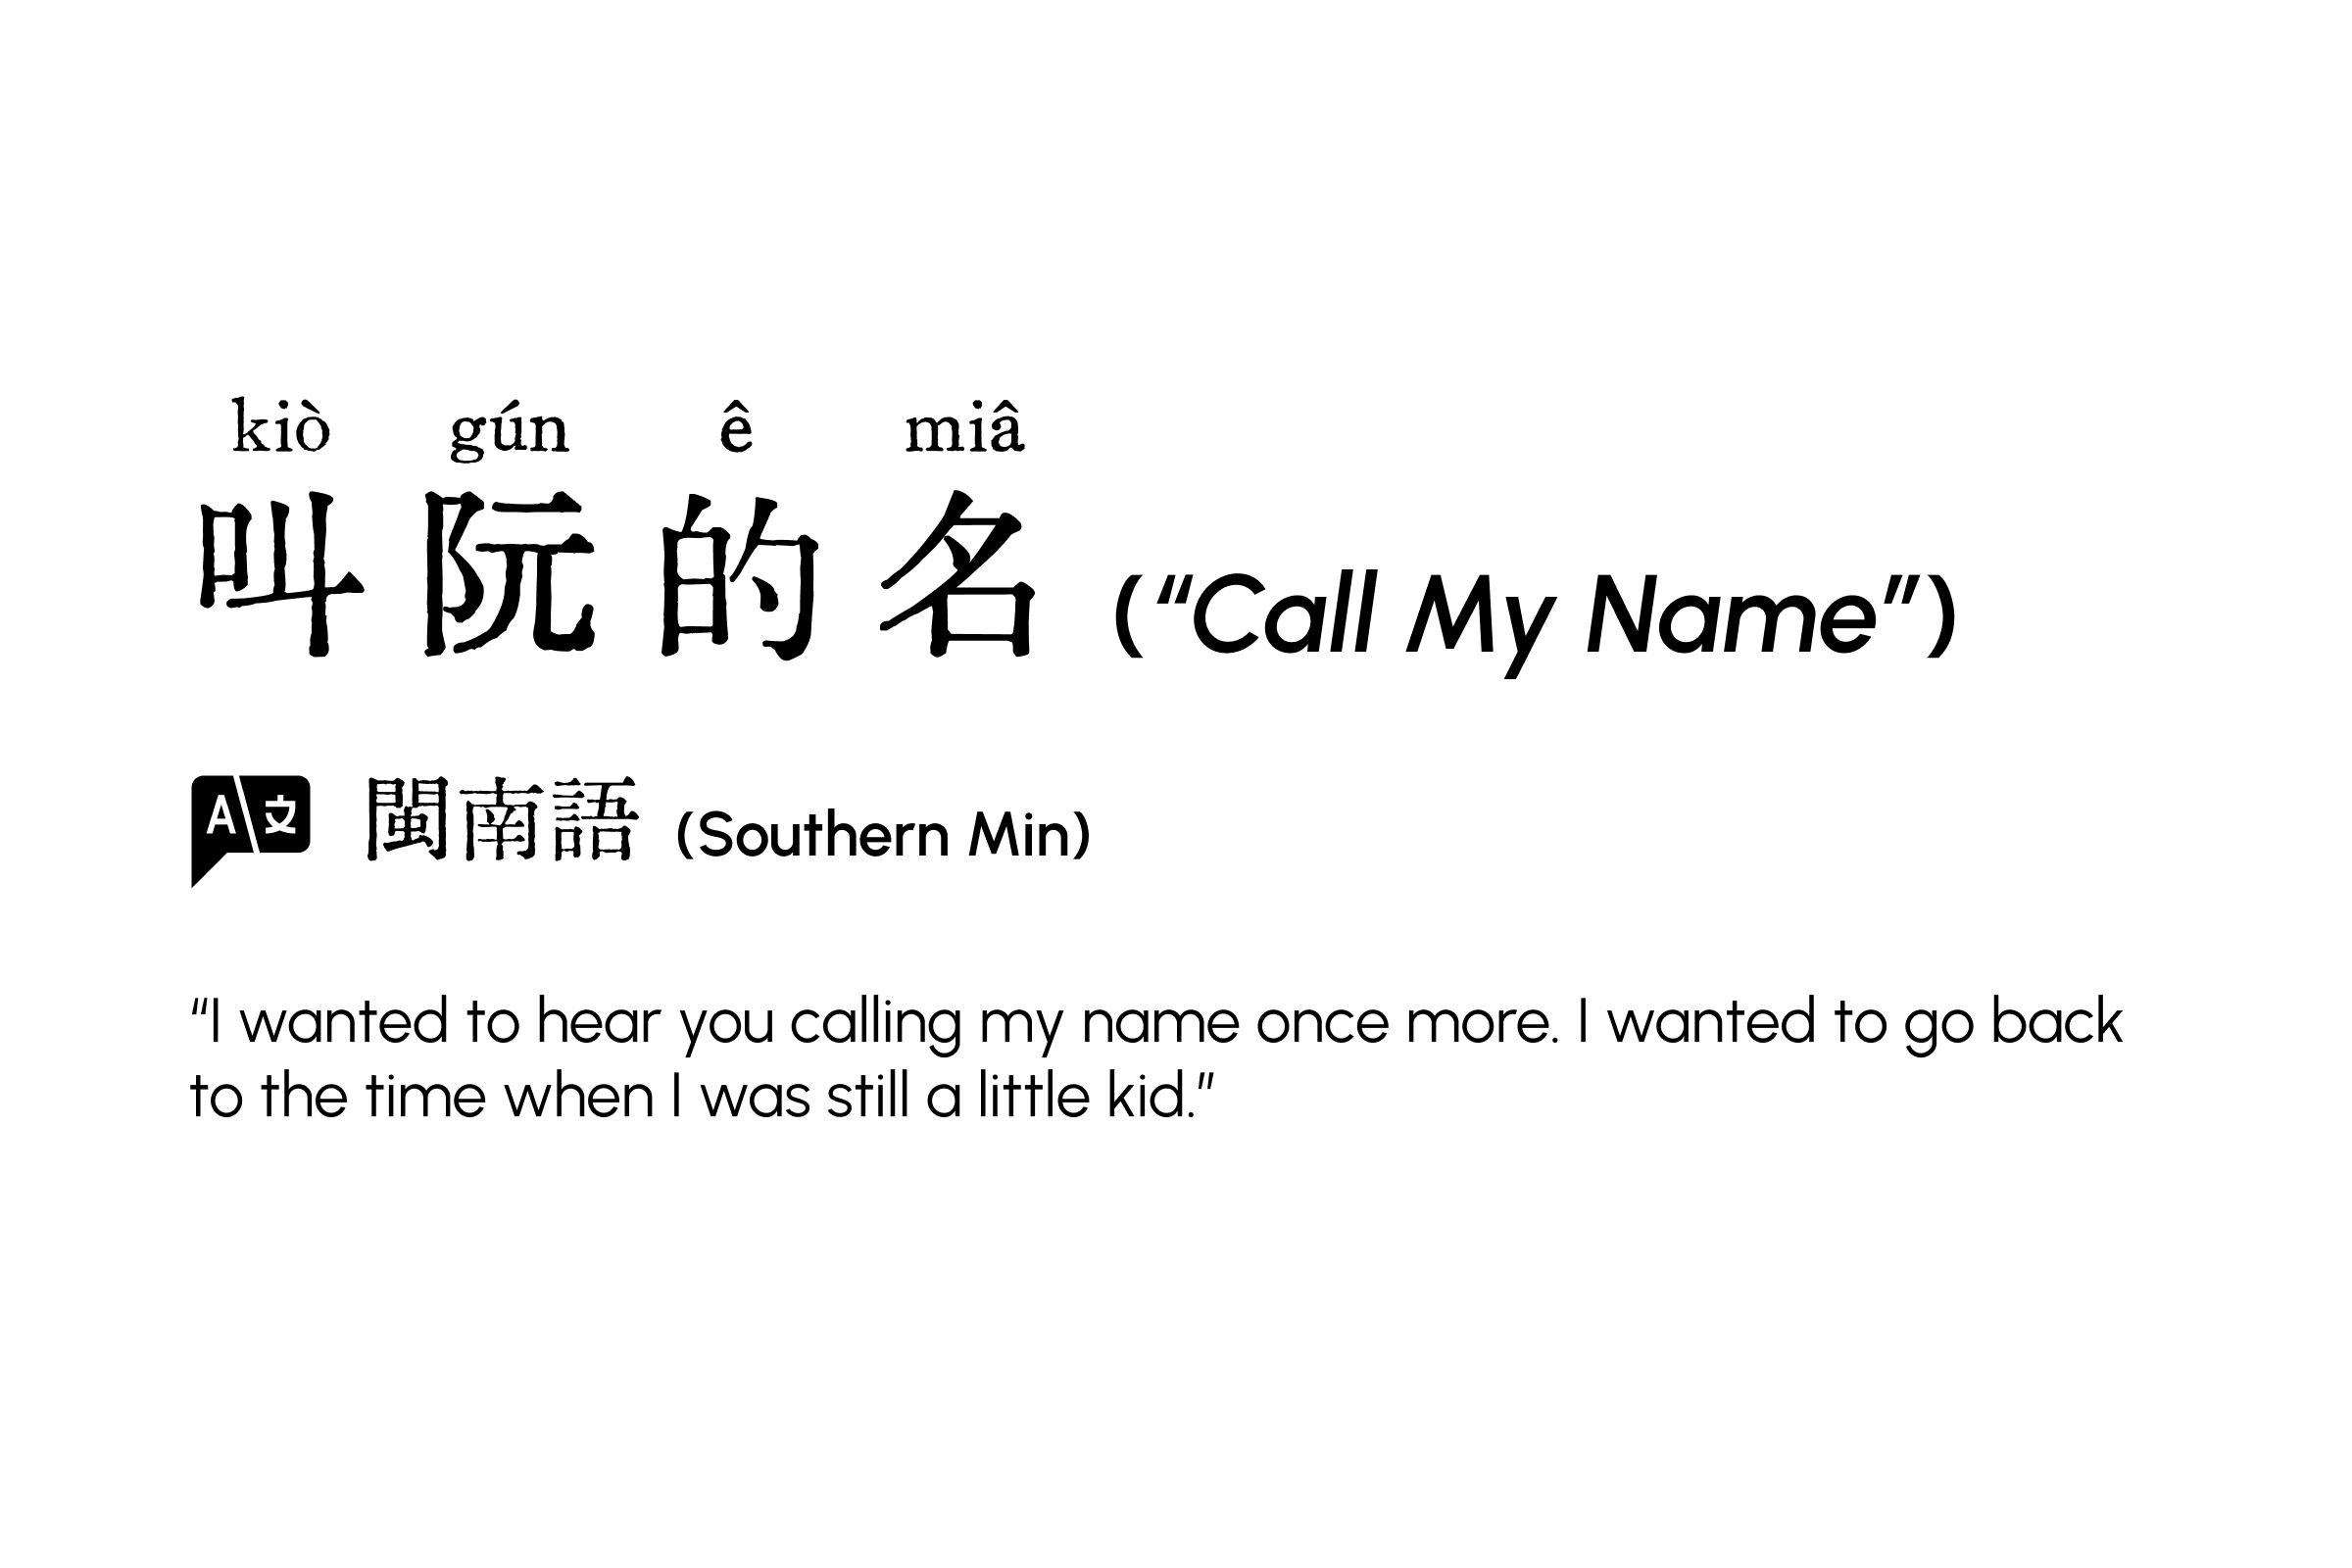 kiò gún ê miâ
叫阮的名 (“Call My Name”)
閩南語 (Southern Min)
“I wanted to hear you calling my name once more. I wanted to go back
to the time when I was still a little kid.”